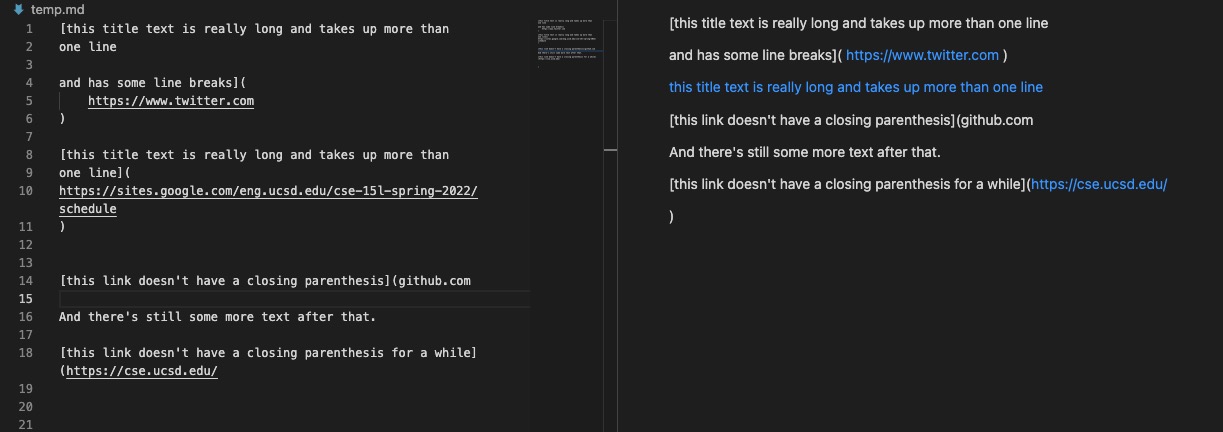 temp.md
1 [this title text is really long and takes up more than
2 one line
3
4 and has some line breaks](
5 https://www.twitter.com
6 )
7
8 [this title text is really long and takes up more than
9 one line](
10 https://sites.google.com/eng.ucsd.edu/cse-15l-spring-2022/
schedule
11 )
12
13
14 [this link doesn't have a closing parenthesis](github.com
15
16 And there's still some more text after that.
17
18 [this link doesn't have a closing parenthesis for a while]
(https://cse.ucsd.edu/
19
20
21
[this title text is really long and takes up more than one line
and has some line breaks]( https://www.twitter.com )
this title text is really long and takes up more than one line
[this link doesn't have a closing parenthesis](github.com
And there's still some more text after that.
[this link doesn't have a closing parenthesis for a while](https://cse.ucsd.edu/
)